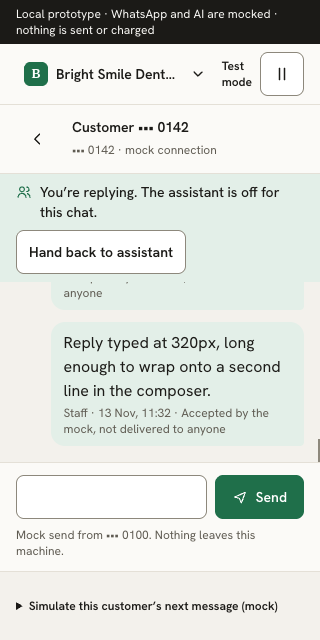 Local prototype · WhatsApp and AI are mocked ·
nothing is sent or charged
B Bright Smile Dent… Test
mode
Customer ••• 0142
••• 0142 · mock connection
You’re replying. The assistant is off for
this chat.
Hand back to assistant
anyone
Reply typed at 320px, long
enough to wrap onto a second
line in the composer.
Staff · 13 Nov, 11:32 · Accepted by the
mock, not delivered to anyone
Send
Mock send from ••• 0100. Nothing leaves this
machine.
Simulate this customer’s next message (mock)